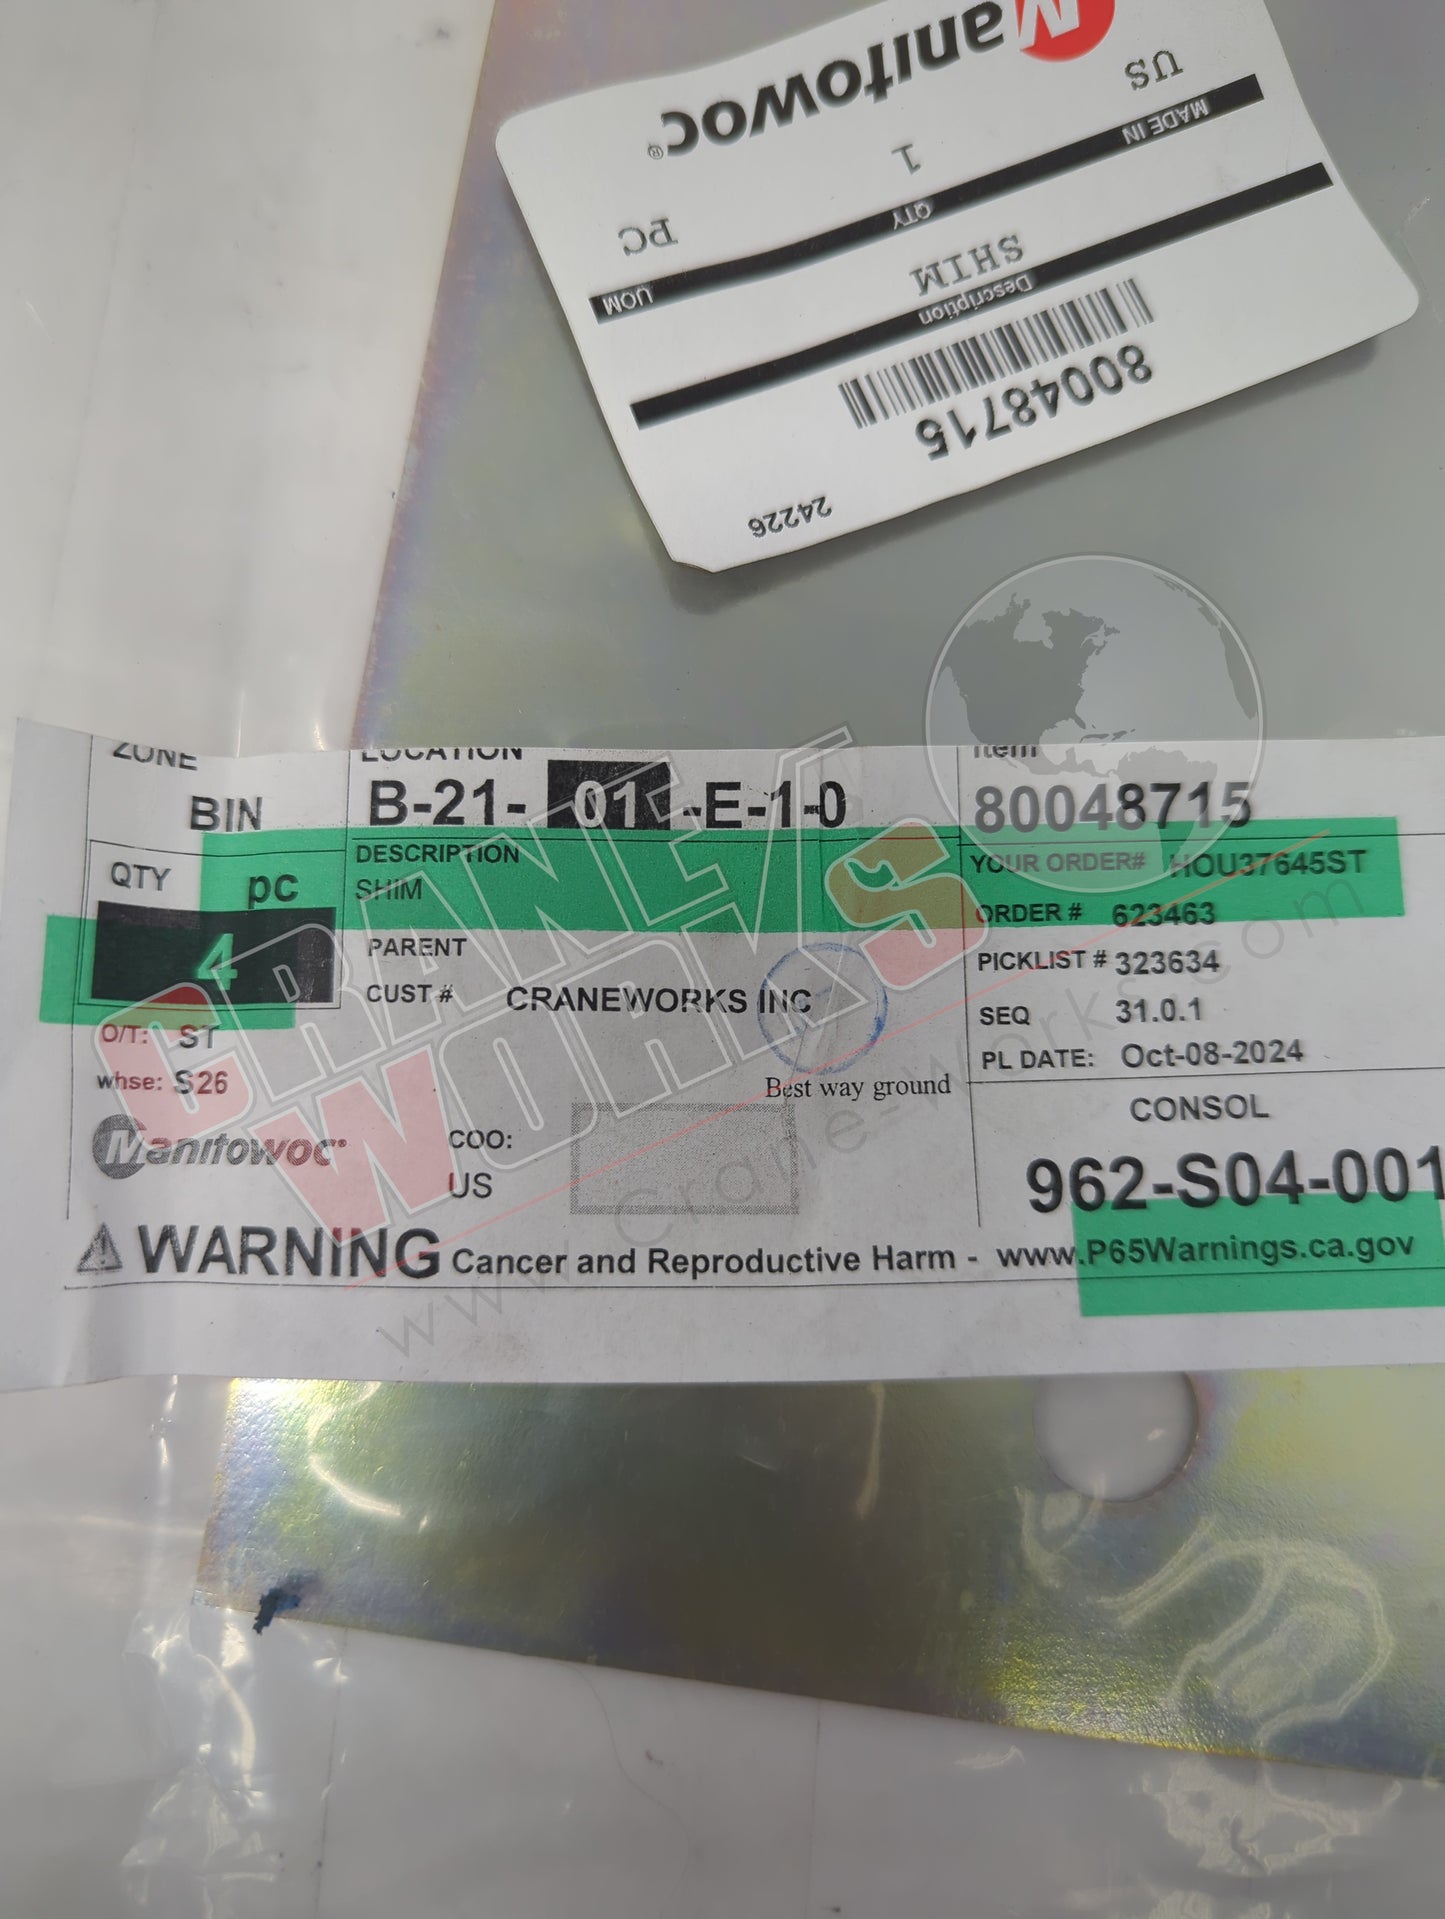 Manitowoc®
MADE IN
US
QTY
1
UOM
PC
Description
SHIM
80048715
24226
ZONE
BIN
LOCATION
B-21-01-E-1-0
Item
80048715
QTY
pc
4
DESCRIPTION
SHIM
YOUR ORDER# HOU37645ST
ORDER # 623463
PARENT
PICKLIST # 323634
CUST # CRANEWORKS INC
SEQ 31.0.1
O/T: ST
PL DATE: Oct-08-2024
whse: S26
Best way ground
CONSOL
Manitowoc
COO:
US
962-S04-001
WARNING Cancer and Reproductive Harm - www.P65Warnings.ca.gov
CRANE WORKS
www.crane-works.com